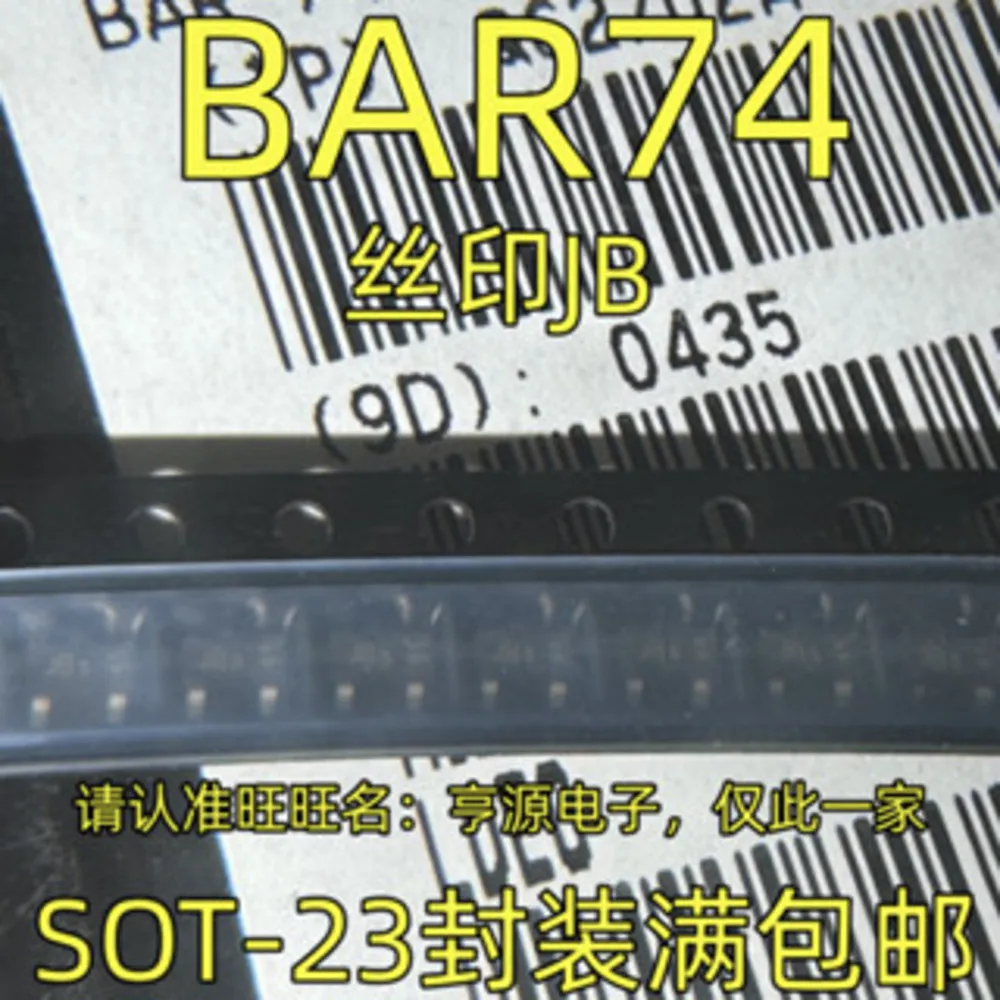 BAR74
丝印JB
(9D): 0435
请认准旺旺名：亨源电子，仅此一家
DEG
SOT-23封装满包邮